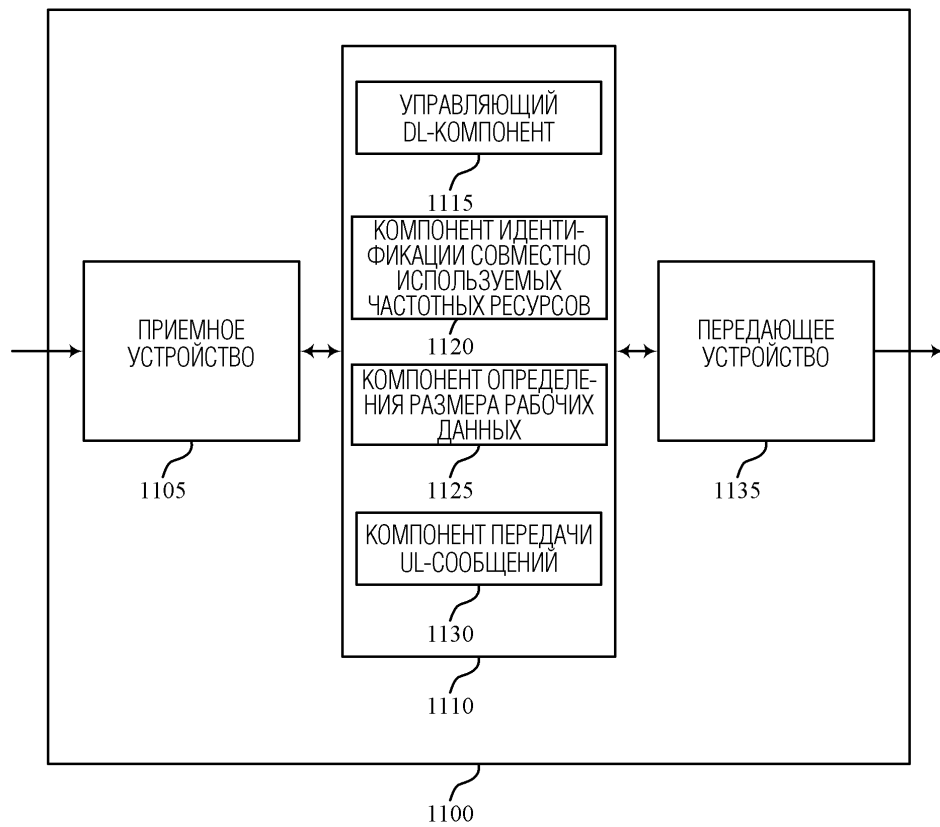 УПРАВЛЯЮЩИЙ
DL-КОМПОНЕНТ
1115
КОМПОНЕНТ ИДЕНТИ-
ФИКАЦИИ СОВМЕСТНО
ИСПОЛЬЗУЕМЫХ
ЧАСТОТНЫХ РЕСУРСОВ
1120
ПРИЕМНОЕ
УСТРОЙСТВО
1105
КОМПОНЕНТ ОПРЕДЕЛЕ-
НИЯ РАЗМЕРА РАБОЧИХ
ДАННЫХ
1125
ПЕРЕДАЮЩЕЕ
УСТРОЙСТВО
1135
КОМПОНЕНТ ПЕРЕДАЧИ
UL-СООБЩЕНИЙ
1130
1110
1100